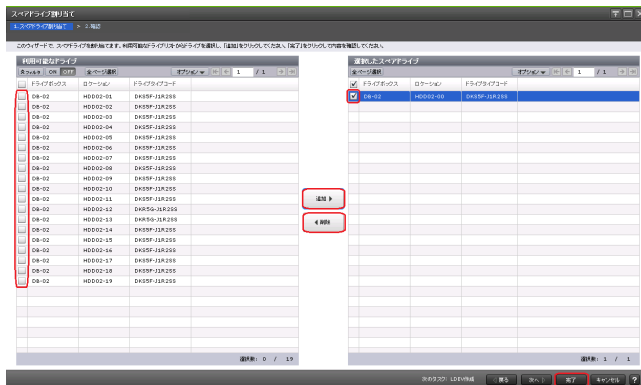 スペアドライブ割り当て
1.スペアドライブ割り当て > 2.確認
このウィザードで、スペアドライブを割り当てます。利用可能なドライブリストからドライブを選択し、「追加」をクリックしてください。「完了」をクリックして内容を確認してください。
利用可能なドライブ
フィルタ ON OFF 全ページ選択 オプション 1 / 1
ドライブボックス ロケーション ドライブタイプコード
DB-02 HDD02-01 DKS5F-J1R2SS
DB-02 HDD02-02 DKS5F-J1R2SS
DB-02 HDD02-03 DKS5F-J1R2SS
DB-02 HDD02-04 DKS5F-J1R2SS
DB-02 HDD02-05 DKS5F-J1R2SS
DB-02 HDD02-06 DKS5F-J1R2SS
DB-02 HDD02-07 DKS5F-J1R2SS
DB-02 HDD02-08 DKS5F-J1R2SS
DB-02 HDD02-09 DKS5F-J1R2SS
DB-02 HDD02-10 DKS5F-J1R2SS
DB-02 HDD02-11 DKS5F-J1R2SS
DB-02 HDD02-12 DKR5G-J1R2SS
DB-02 HDD02-13 DKR5G-J1R2SS
DB-02 HDD02-14 DKS5F-J1R2SS
DB-02 HDD02-15 DKS5F-J1R2SS
DB-02 HDD02-16 DKS5F-J1R2SS
DB-02 HDD02-17 DKS5F-J1R2SS
DB-02 HDD02-18 DKS5F-J1R2SS
DB-02 HDD02-19 DKS5F-J1R2SS
選択数: 0 / 19
追加
削除
選択したスペアドライブ
全ページ選択 オプション 1 / 1
ドライブボックス ロケーション ドライブタイプコード
DB-02 HDD02-00 DKS5F-J1R2SS
選択数: 1 / 1
次のタスク: LDEV作成 戻る 次へ 完了 キャンセル ?